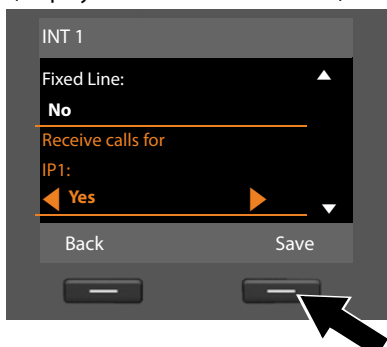 INT 1
Fixed Line:
No
Receive calls for
IP1:
Yes
Back Save